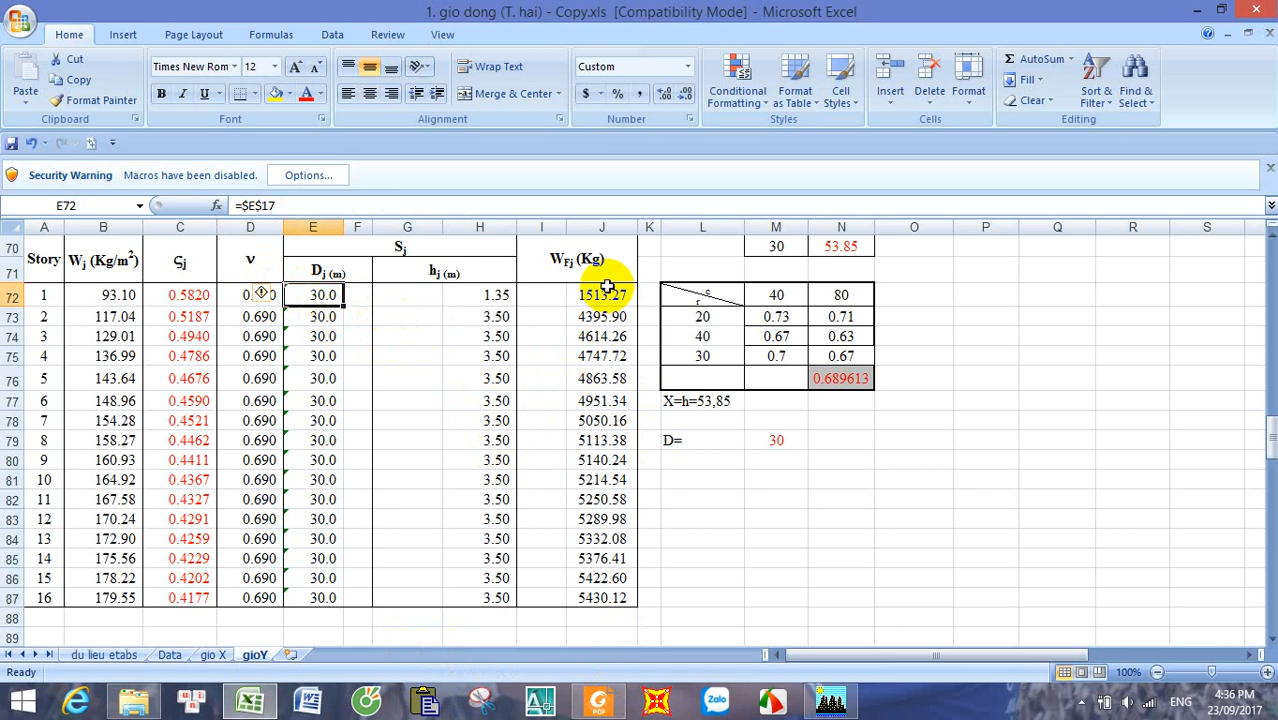 1. gio dong (T. hai) - Copy.xls [Compatibility Mode] - Microsoft Excel
Home Insert Page Layout Formulas Data Review View
Paste Cut Copy Format Painter Clipboard
Times New Rom 12 B I U A A A Font
Wrap Text Merge & Center Alignment
Custom $ % , .0 .00 Number
Conditional Formatting Format as Table Cell Styles Styles
Insert Delete Format Cells
Σ AutoSum Fill Clear Sort & Filter Find & Select Editing
Security Warning Macros have been disabled. Options...
E72 fx =$E$17
A B C D E F G H I J K L M N O P Q R S
70 Story Wj (Kg/m²) ςj ν Sj WFj (Kg) 30 53.85
71 Dj (m) hj (m)
72 1 93.10 0.5820 30.0 1.35 1513.27 r 40 80
73 2 117.04 0.5187 0.690 30.0 3.50 4395.90 20 0.73 0.71
74 3 129.01 0.4940 0.690 30.0 3.50 4614.26 40 0.67 0.63
75 4 136.99 0.4786 0.690 30.0 3.50 4747.72 30 0.7 0.67
76 5 143.64 0.4676 0.690 30.0 3.50 4863.58 0.689613
77 6 148.96 0.4590 0.690 30.0 3.50 4951.34 X=h=53,85
78 7 154.28 0.4521 0.690 30.0 3.50 5050.16
79 8 158.27 0.4462 0.690 30.0 3.50 5113.38 D= 30
80 9 160.93 0.4411 0.690 30.0 3.50 5140.24
81 10 164.92 0.4367 0.690 30.0 3.50 5214.54
82 11 167.58 0.4327 0.690 30.0 3.50 5250.58
83 12 170.24 0.4291 0.690 30.0 3.50 5289.98
84 13 172.90 0.4259 0.690 30.0 3.50 5332.08
85 14 175.56 0.4229 0.690 30.0 3.50 5376.41
86 15 178.22 0.4202 0.690 30.0 3.50 5422.60
87 16 179.55 0.4177 0.690 30.0 3.50 5430.12
88
89
du lieu etabs Data gio X gioY
Ready 100%
PDF Zalo ENG 4:36 PM
23/09/2017